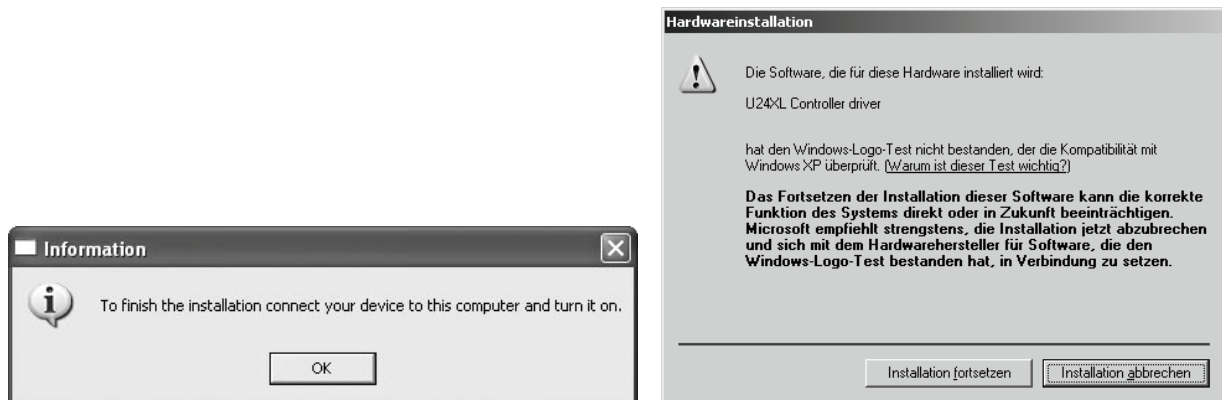 Information
To finish the installation connect your device to this computer and turn it on.
OK
Hardwareinstallation
Die Software, die für diese Hardware installiert wird:
U24XL Controller driver
hat den Windows-Logo-Test nicht bestanden, der die Kompatibilität mit
Windows XP überprüft. (Warum ist dieser Test wichtig?)
Das Fortsetzen der Installation dieser Software kann die korrekte
Funktion des Systems direkt oder in Zukunft beeinträchtigen.
Microsoft empfiehlt strengstens, die Installation jetzt abzubrechen
und sich mit dem Hardwarehersteller für Software, die den
Windows-Logo-Test bestanden hat, in Verbindung zu setzen.
Installation fortsetzen
Installation abbrechen